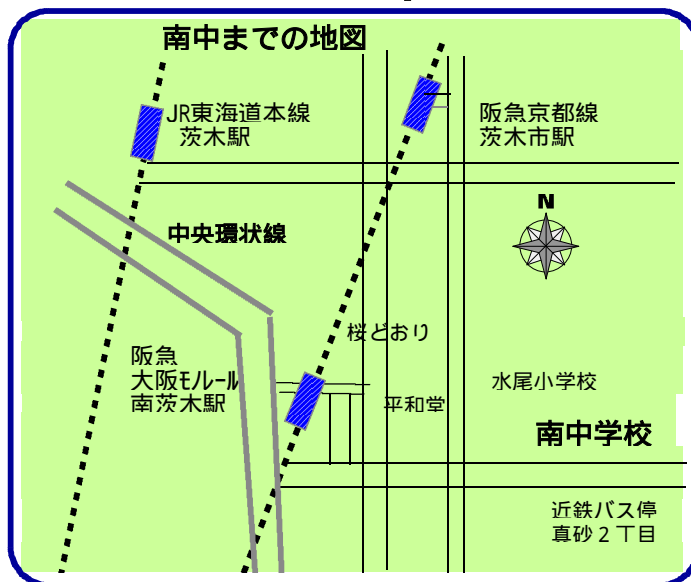 南中までの地図
JR東海道本線
茨木駅
阪急京都線
茨木市駅
N
中央環状線
桜どおり
阪急
大阪モルール
南茨木駅
平和堂
水尾小学校
南中学校
近鉄バス停
真砂2丁目